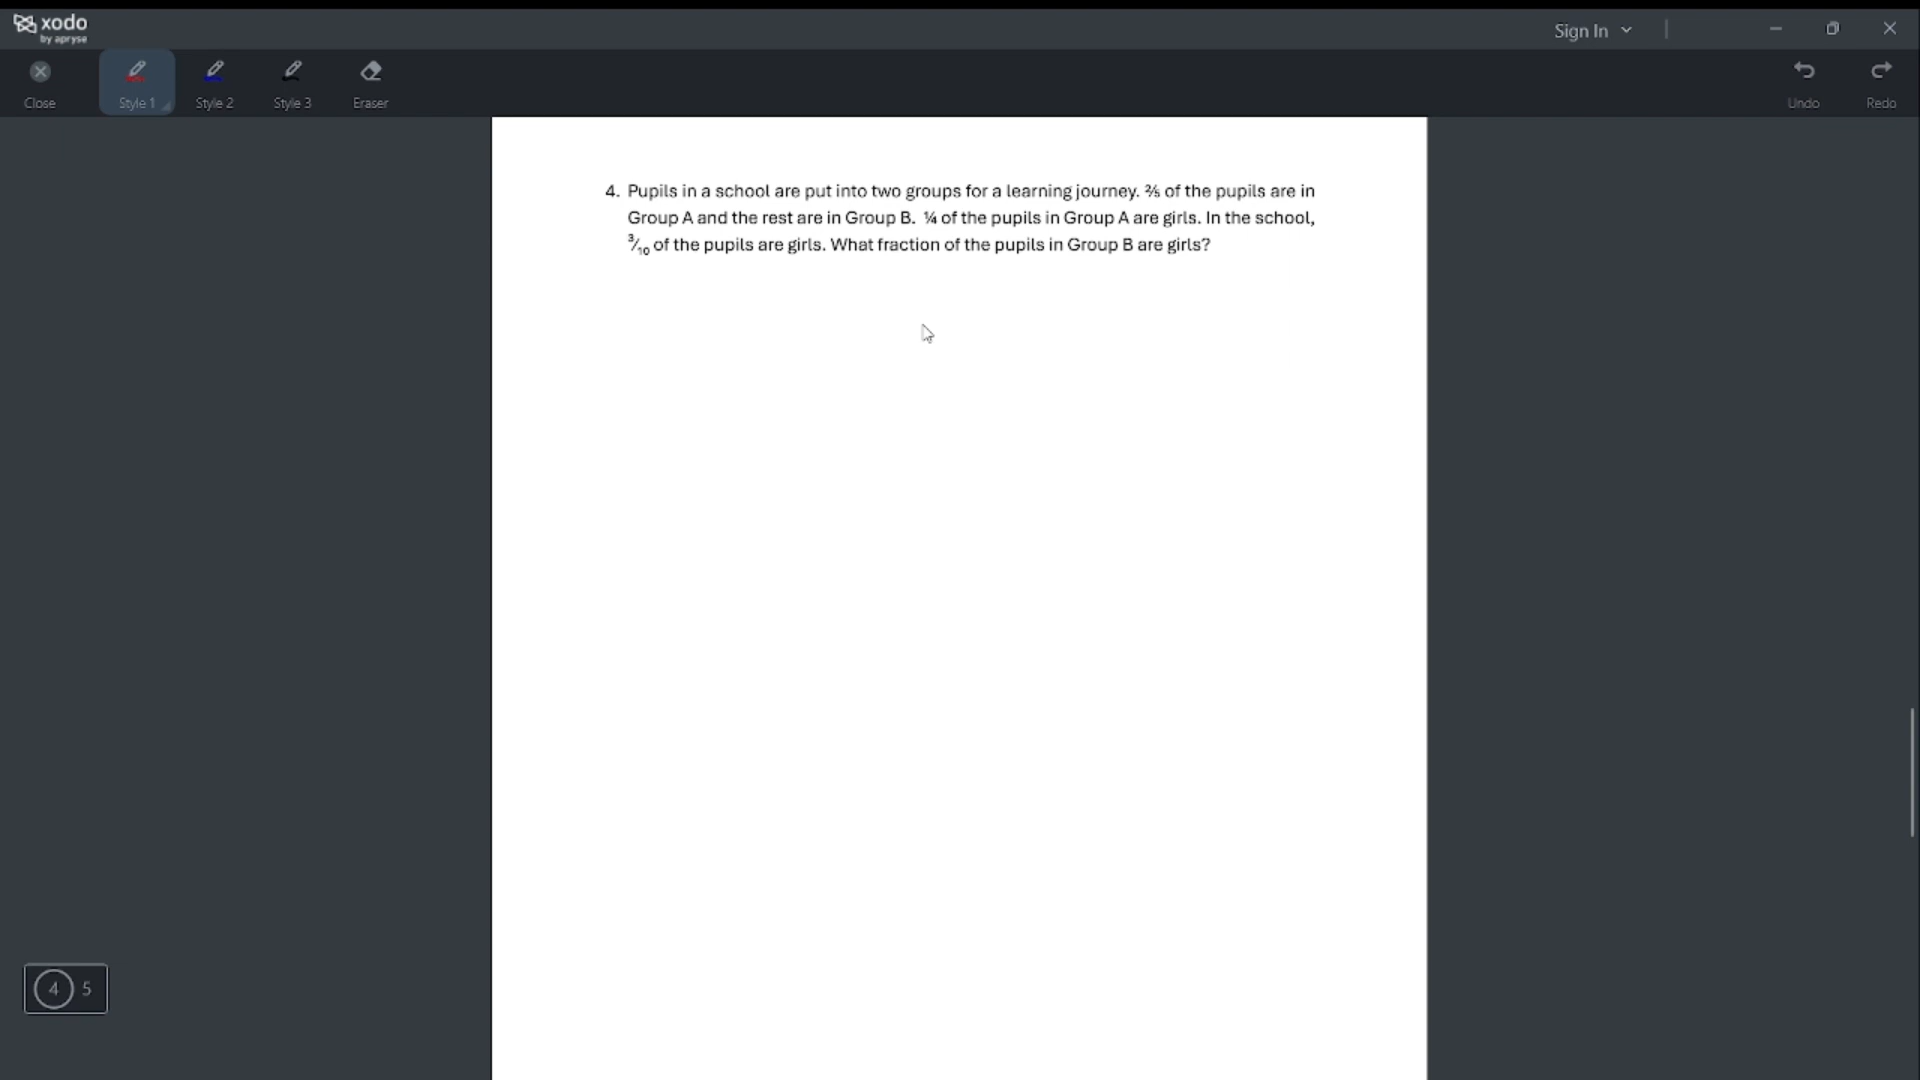 xodo
by apryse
Sign In
Close
Style 1
Style 2
Style 3
Eraser
Undo
Redo
4. Pupils in a school are put into two groups for a learning journey. ⅖ of the pupils are in
Group A and the rest are in Group B. ¼ of the pupils in Group A are girls. In the school,
³⁄₁₀ of the pupils are girls. What fraction of the pupils in Group B are girls?
4 5